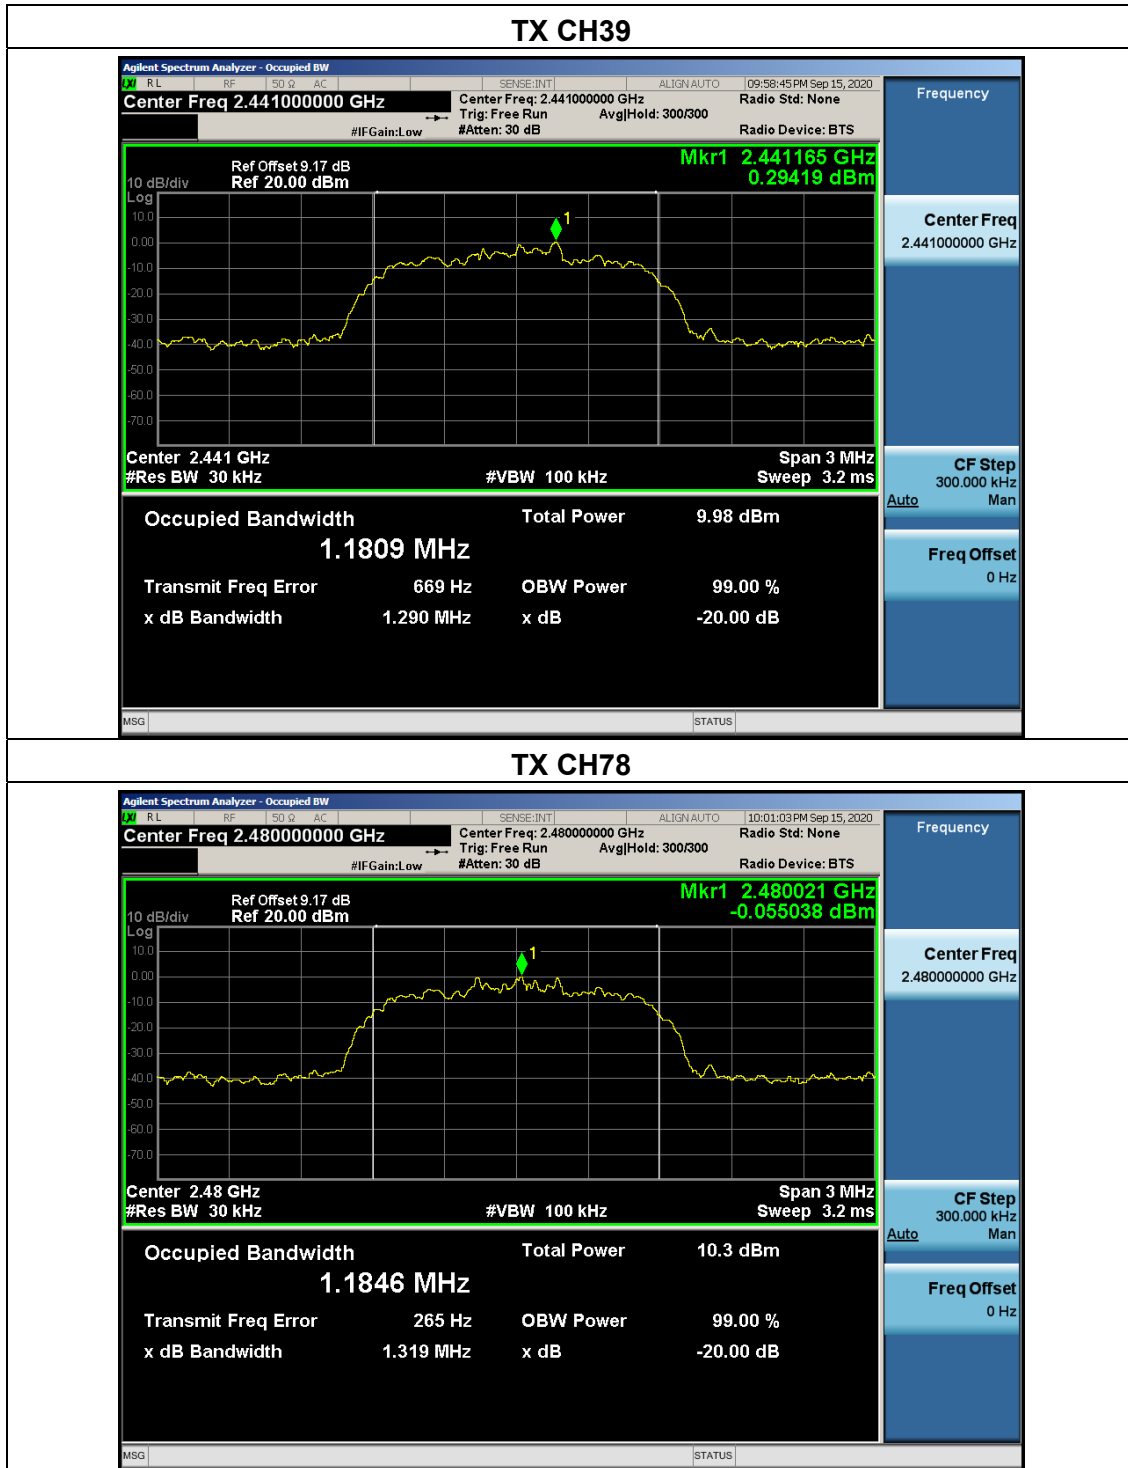 TX CH39
Agilent Spectrum Analyzer - Occupied BW
LXI RL RF 50 Ω AC SENSE:INT ALIGN AUTO 09:58:45 PM Sep 15, 2020
Center Freq 2.441000000 GHz
Center Freq: 2.441000000 GHz
Radio Std: None
Trig: Free Run Avg|Hold: 300/300
#IFGain:Low #Atten: 30 dB Radio Device: BTS
Frequency
Mkr1 2.441165 GHz
0.29419 dBm
Ref Offset 9.17 dB
10 dB/div Ref 20.00 dBm
Log
10.0
0.00
-10.0
-20.0
-30.0
-40.0
-50.0
-60.0
-70.0
1
Center Freq
2.441000000 GHz
Center 2.441 GHz Span 3 MHz
#Res BW 30 kHz #VBW 100 kHz Sweep 3.2 ms
CF Step
300.000 kHz
Auto Man
Occupied Bandwidth Total Power 9.98 dBm
1.1809 MHz
Transmit Freq Error 669 Hz OBW Power 99.00 %
x dB Bandwidth 1.290 MHz x dB -20.00 dB
Freq Offset
0 Hz
MSG STATUS
TX CH78
Agilent Spectrum Analyzer - Occupied BW
LXI RL RF 50 Ω AC SENSE:INT ALIGN AUTO 10:01:03 PM Sep 15, 2020
Center Freq 2.480000000 GHz
Center Freq: 2.480000000 GHz
Radio Std: None
Trig: Free Run Avg|Hold: 300/300
#IFGain:Low #Atten: 30 dB Radio Device: BTS
Frequency
Mkr1 2.480021 GHz
-0.055038 dBm
Ref Offset 9.17 dB
10 dB/div Ref 20.00 dBm
Log
10.0
0.00
-10.0
-20.0
-30.0
-40.0
-50.0
-60.0
-70.0
1
Center Freq
2.480000000 GHz
Center 2.48 GHz Span 3 MHz
#Res BW 30 kHz #VBW 100 kHz Sweep 3.2 ms
CF Step
300.000 kHz
Auto Man
Occupied Bandwidth Total Power 10.3 dBm
1.1846 MHz
Transmit Freq Error 265 Hz OBW Power 99.00 %
x dB Bandwidth 1.319 MHz x dB -20.00 dB
Freq Offset
0 Hz
MSG STATUS